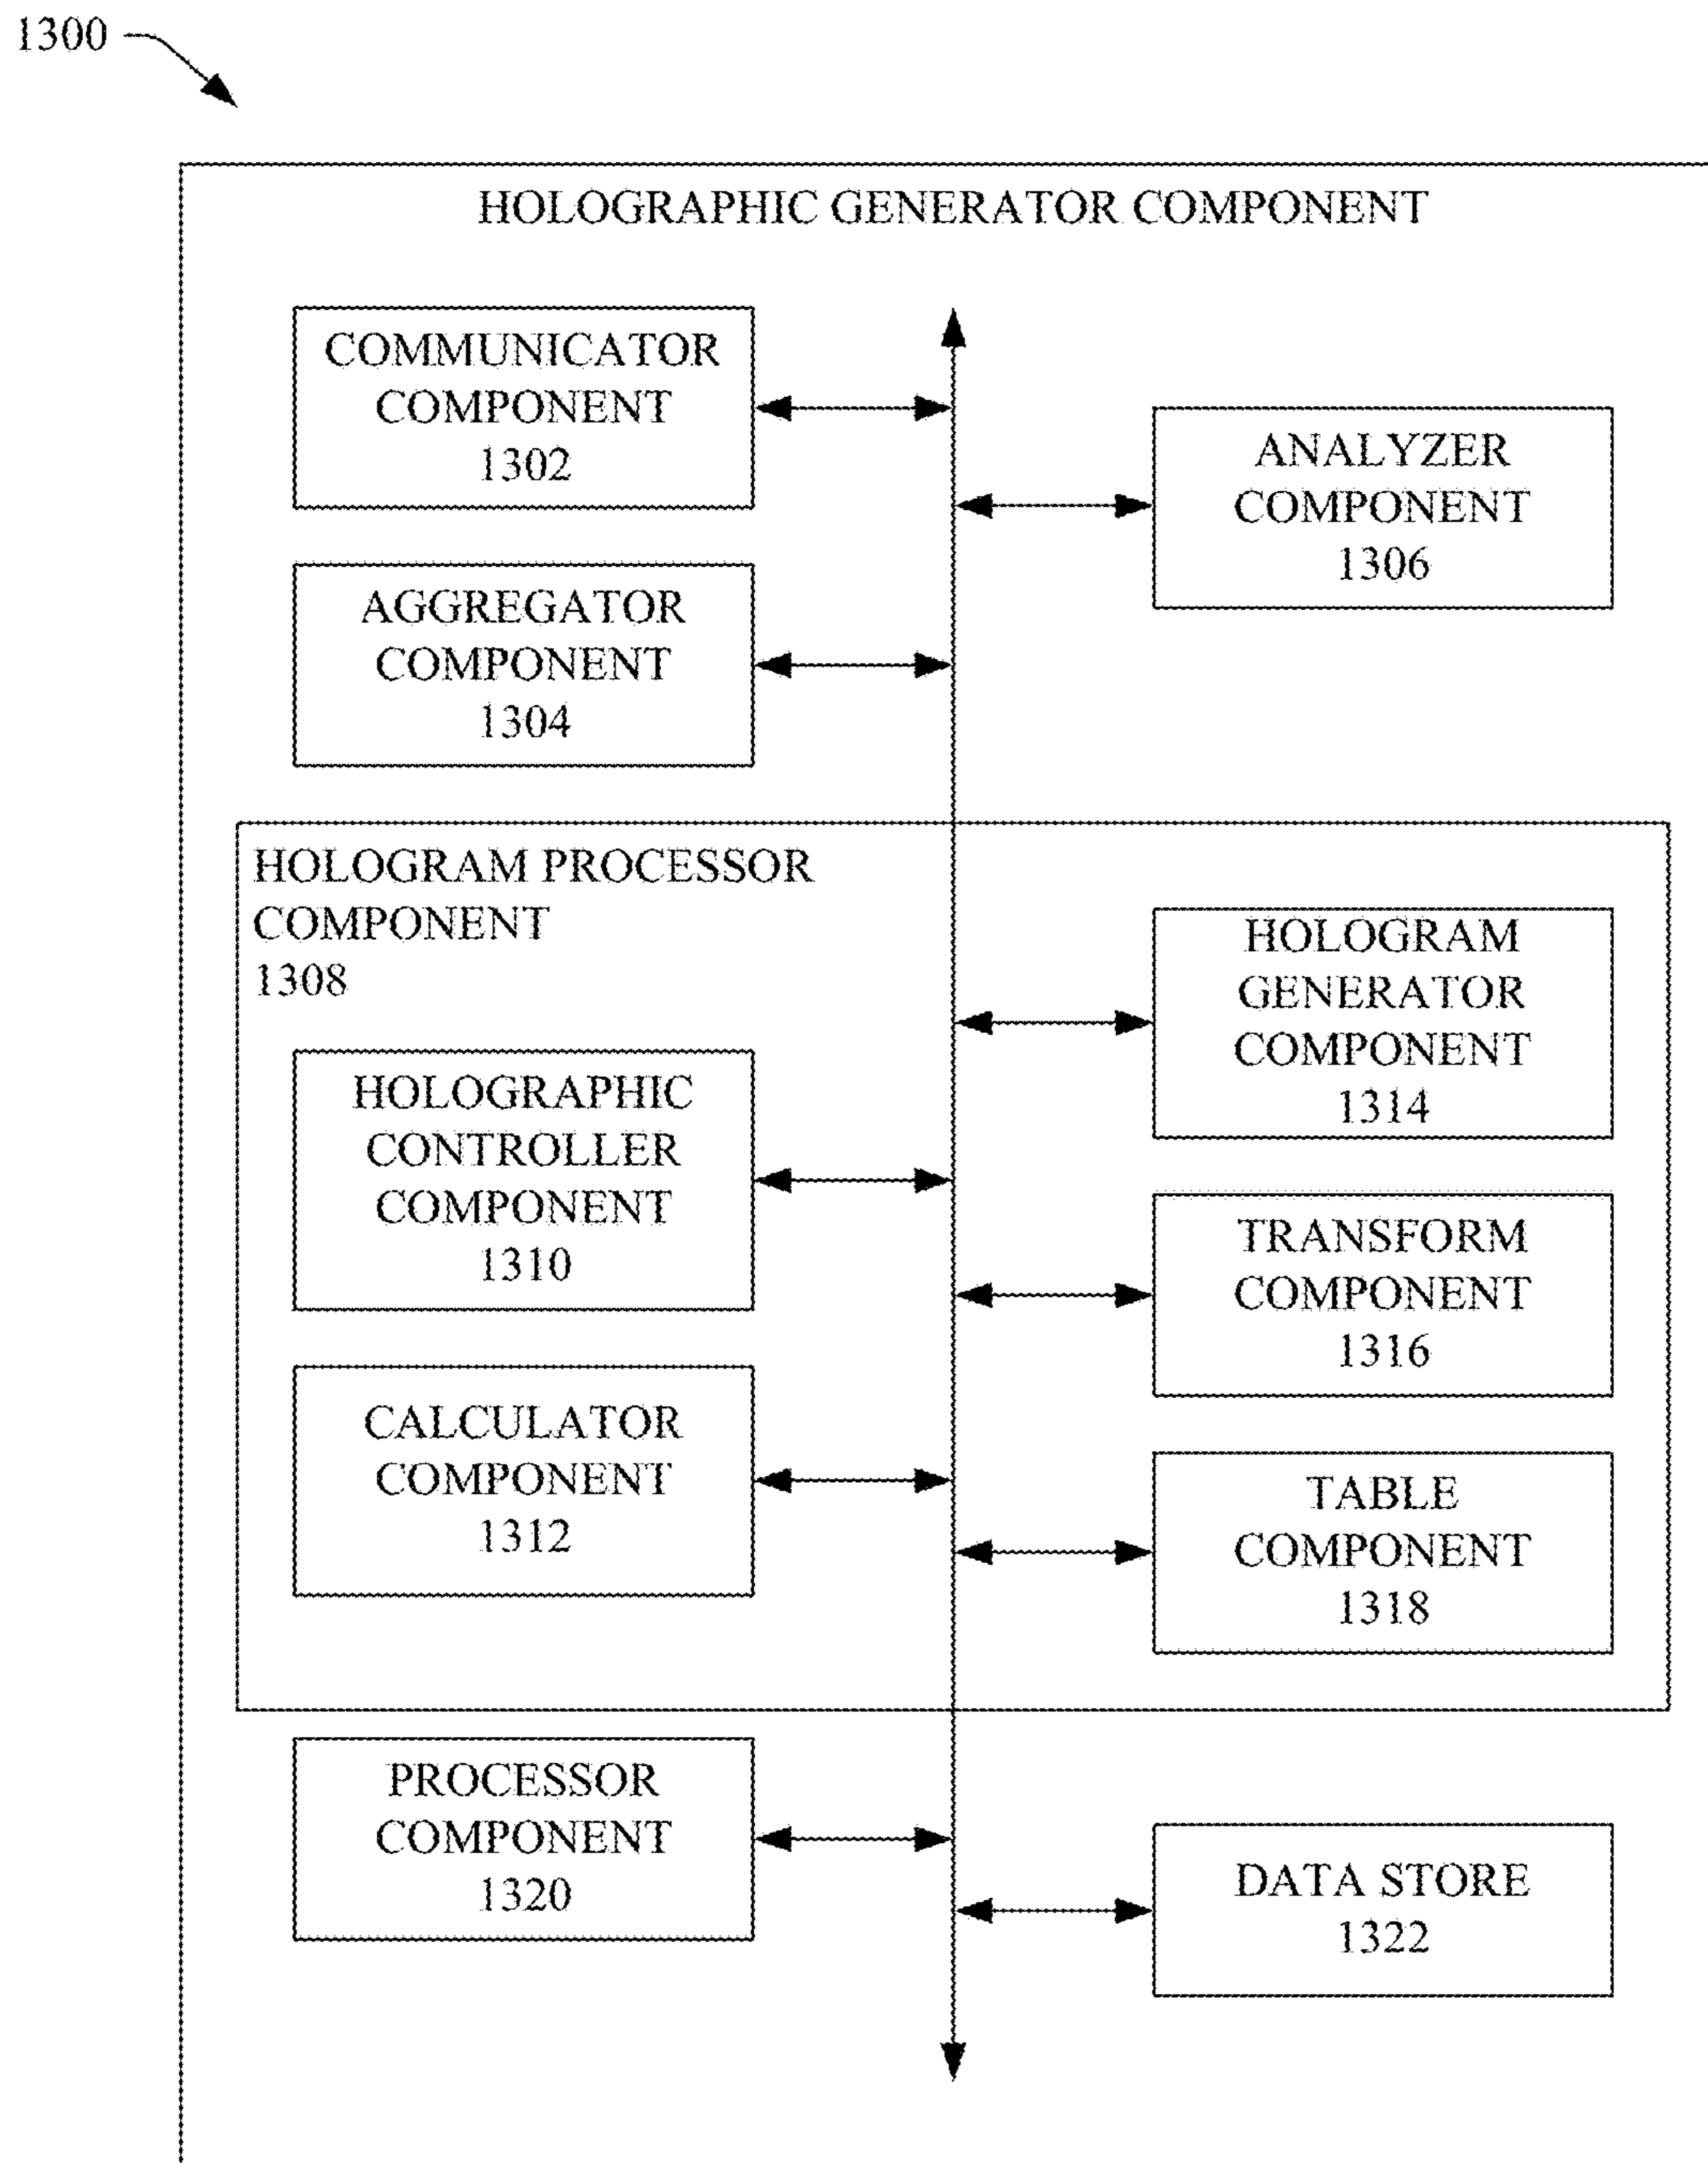 1300
HOLOGRAPHIC GENERATOR COMPONENT
COMMUNICATOR
COMPONENT
1302
ANALYZER
COMPONENT
1306
AGGREGATOR
COMPONENT
1304
HOLOGRAM PROCESSOR
COMPONENT
1308
HOLOGRAM
GENERATOR
COMPONENT
1314
HOLOGRAPHIC
CONTROLLER
COMPONENT
1310
TRANSFORM
COMPONENT
1316
CALCULATOR
COMPONENT
1312
TABLE
COMPONENT
1318
PROCESSOR
COMPONENT
1320
DATA STORE
1322